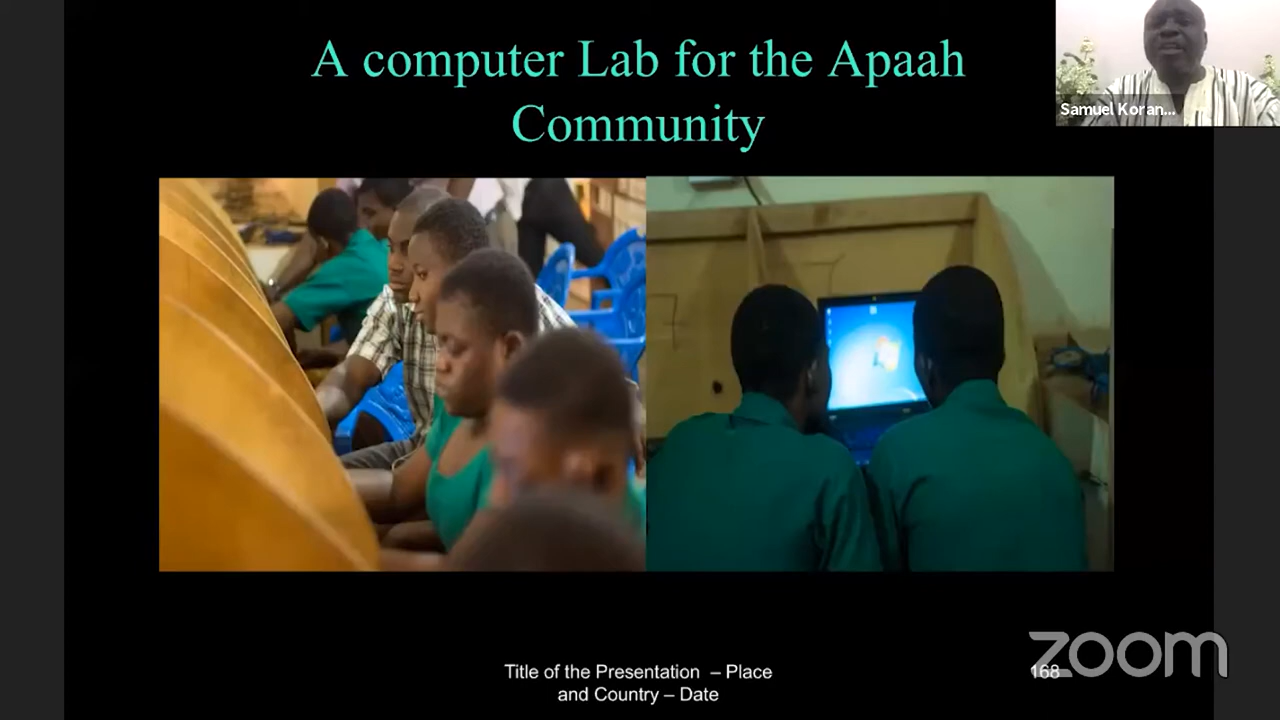 A computer Lab for the Apaah
Community
Samuel Koran...
Title of the Presentation – Place
and Country – Date
168
zoom